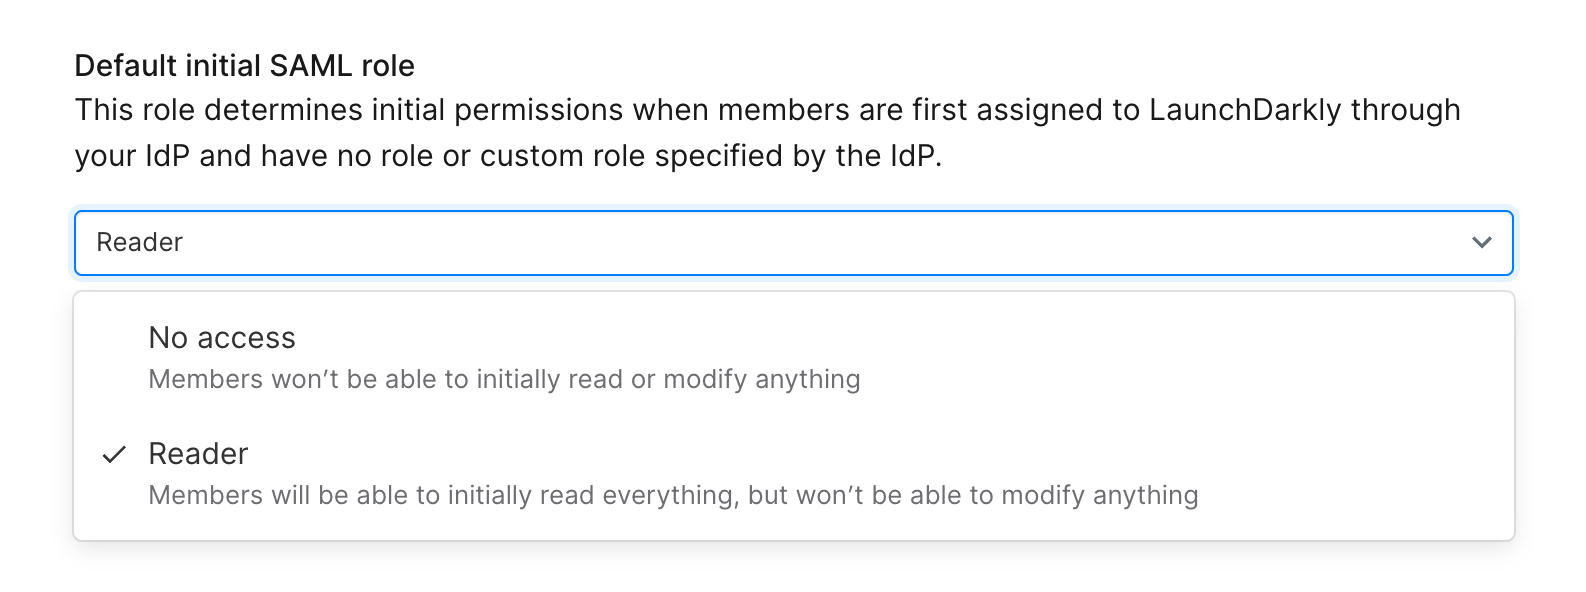 Default initial SAML role
This role determines initial permissions when members are first assigned to LaunchDarkly through
your IdP and have no role or custom role specified by the IdP.
Reader
No access
Members won’t be able to initially read or modify anything
Reader
Members will be able to initially read everything, but won’t be able to modify anything